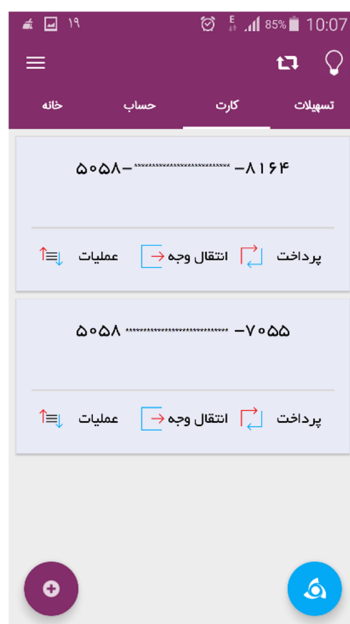 ۱۹ E 85% 10:07
خانه حساب کارت تسهیلات
۵۰۵۸-**************************** -۸۱۶۴
پرداخت انتقال وجه عملیات
۵۰۵۸ **************************** -۷۰۵۵
پرداخت انتقال وجه عملیات